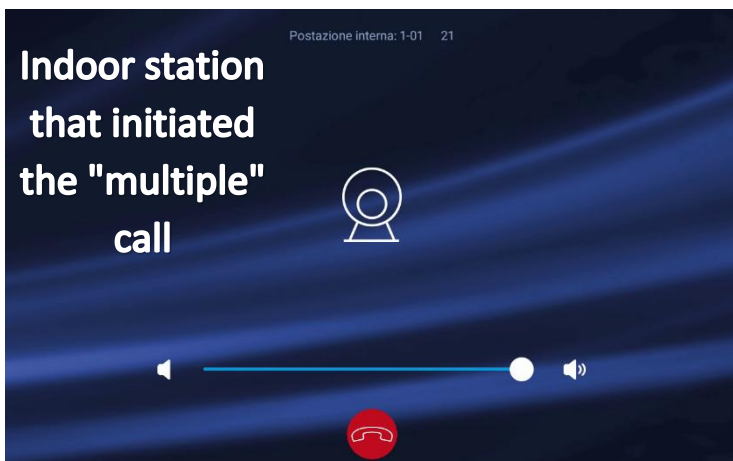 Postazione interna: 1-01 21
Indoor station
that initiated
the "multiple"
call